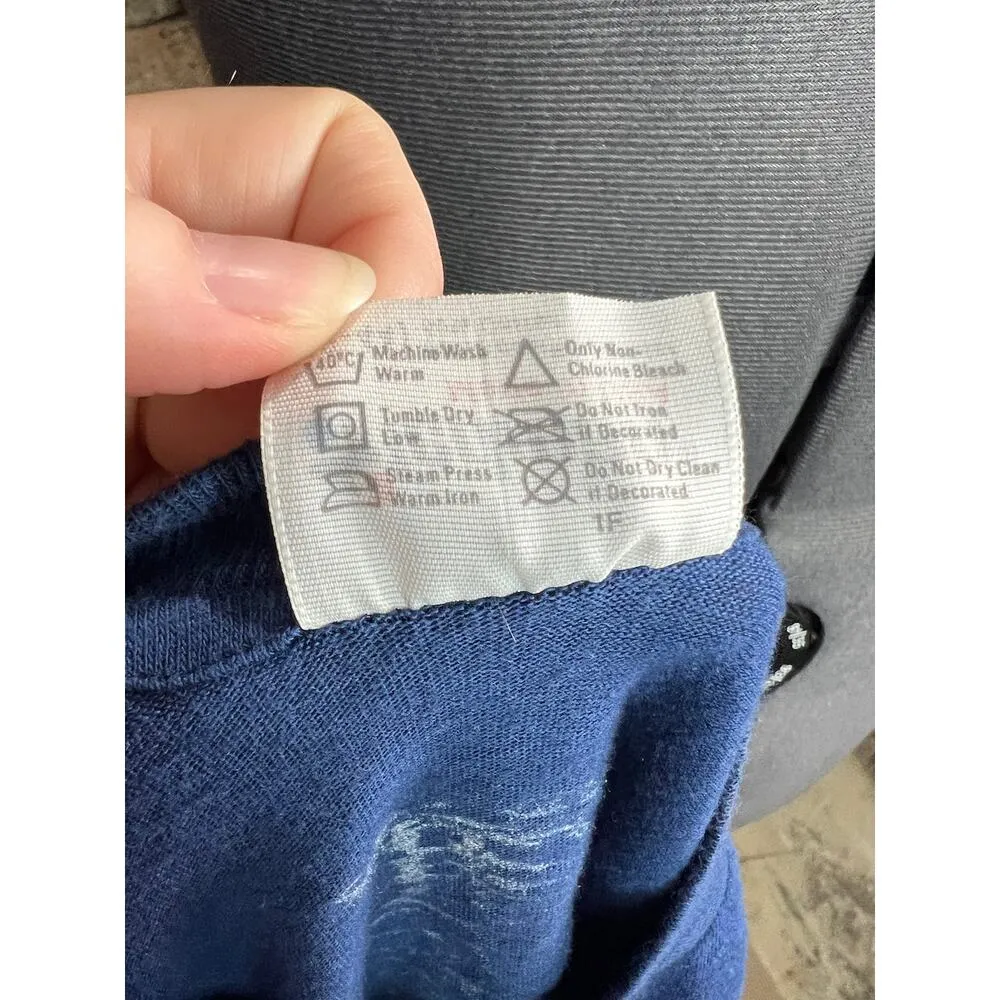 40°C
Machine Wash
Warm
Only Non-
Chlorine Bleach
Tumble Dry
Low
Do Not Iron
if Decorated
Steam Press
Warm Iron
Do Not Dry Clean
if Decorated
IF